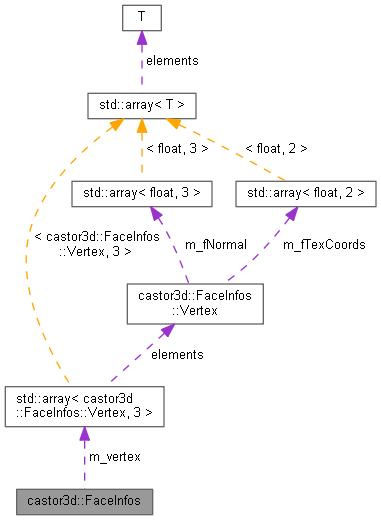 T
elements
std::array< T >
< float, 3 >
< float, 2 >
std::array< float, 3 >
std::array< float, 2 >
< castor3d::FaceInfos
::Vertex, 3 >
m_fNormal
m_fTexCoords
castor3d::FaceInfos
::Vertex
elements
std::array< castor3d
::FaceInfos::Vertex, 3 >
m_vertex
castor3d::FaceInfos